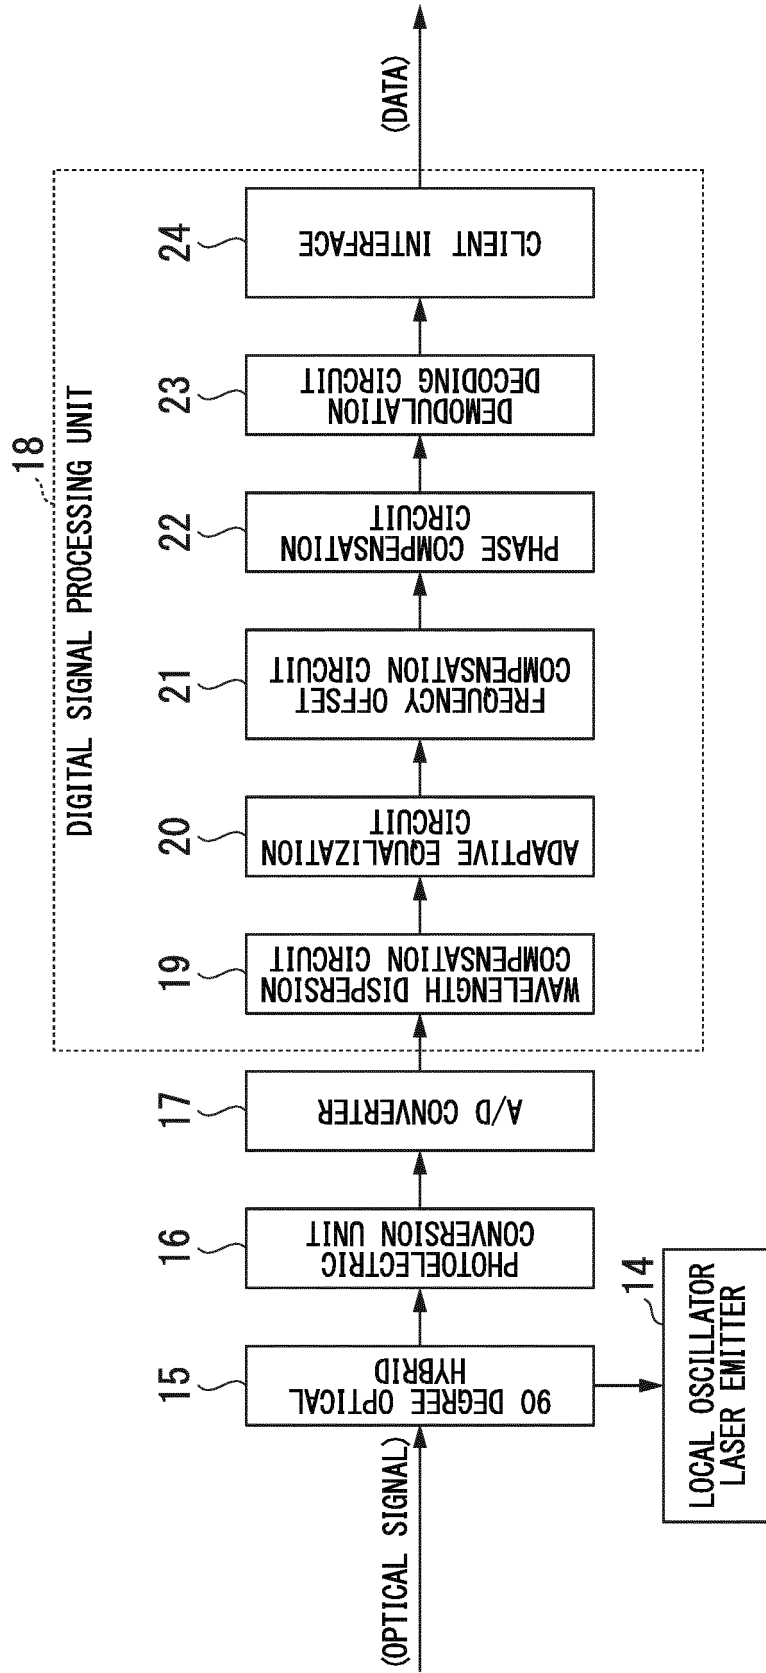 18
DIGITAL SIGNAL PROCESSING UNIT
15
16
17
19
20
21
22
23
24
(OPTICAL SIGNAL)
90 DEGREE OPTICAL
HYBRID
PHOTOELECTRIC
CONVERSION UNIT
A/D CONVERTER
WAVELENGTH DISPERSION
COMPENSATION CIRCUIT
ADAPTIVE EQUALIZATION
CIRCUIT
FREQUENCY OFFSET
COMPENSATION CIRCUIT
PHASE COMPENSATION
CIRCUIT
DEMODULATION
DECODING CIRCUIT
CLIENT INTERFACE
(DATA)
14
LOCAL OSCILLATOR
LASER EMITTER